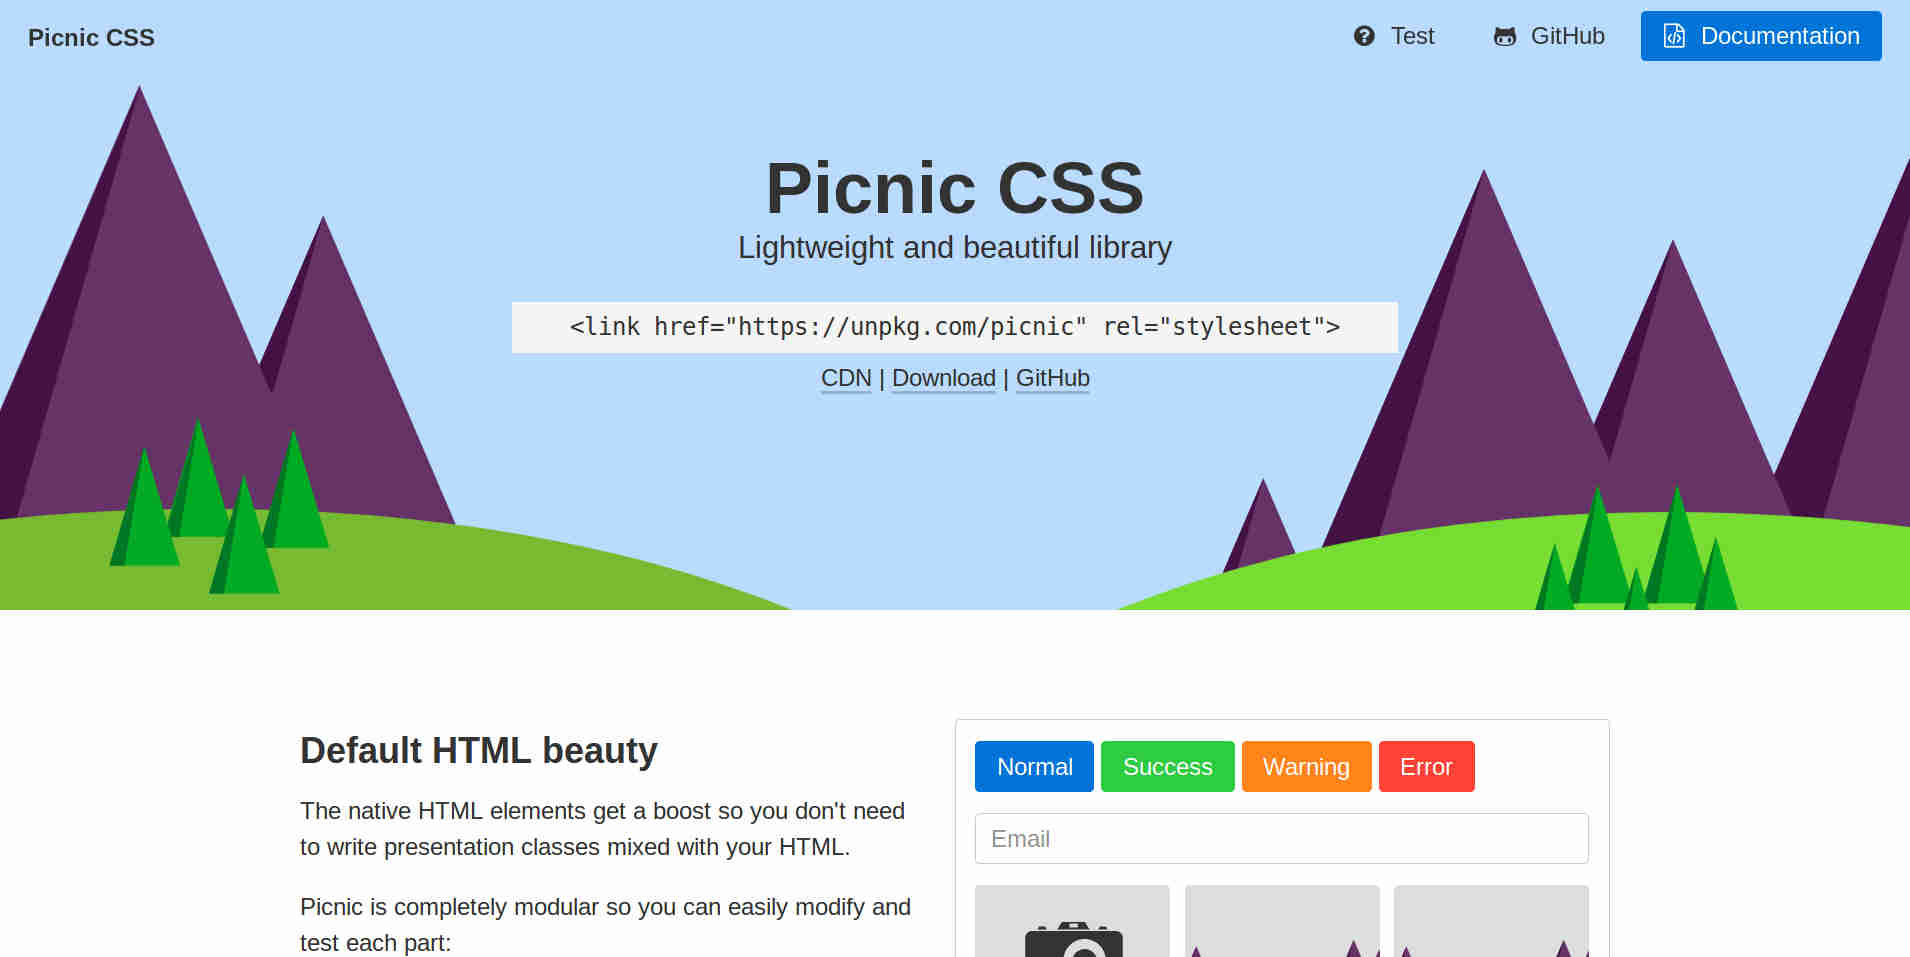 Picnic CSS
Test
GitHub
Documentation
Picnic CSS
Lightweight and beautiful library
<link href="https://unpkg.com/picnic" rel="stylesheet">
CDN | Download | GitHub
Default HTML beauty
The native HTML elements get a boost so you don't need
to write presentation classes mixed with your HTML.
Picnic is completely modular so you can easily modify and
test each part:
Normal
Success
Warning
Error
Email